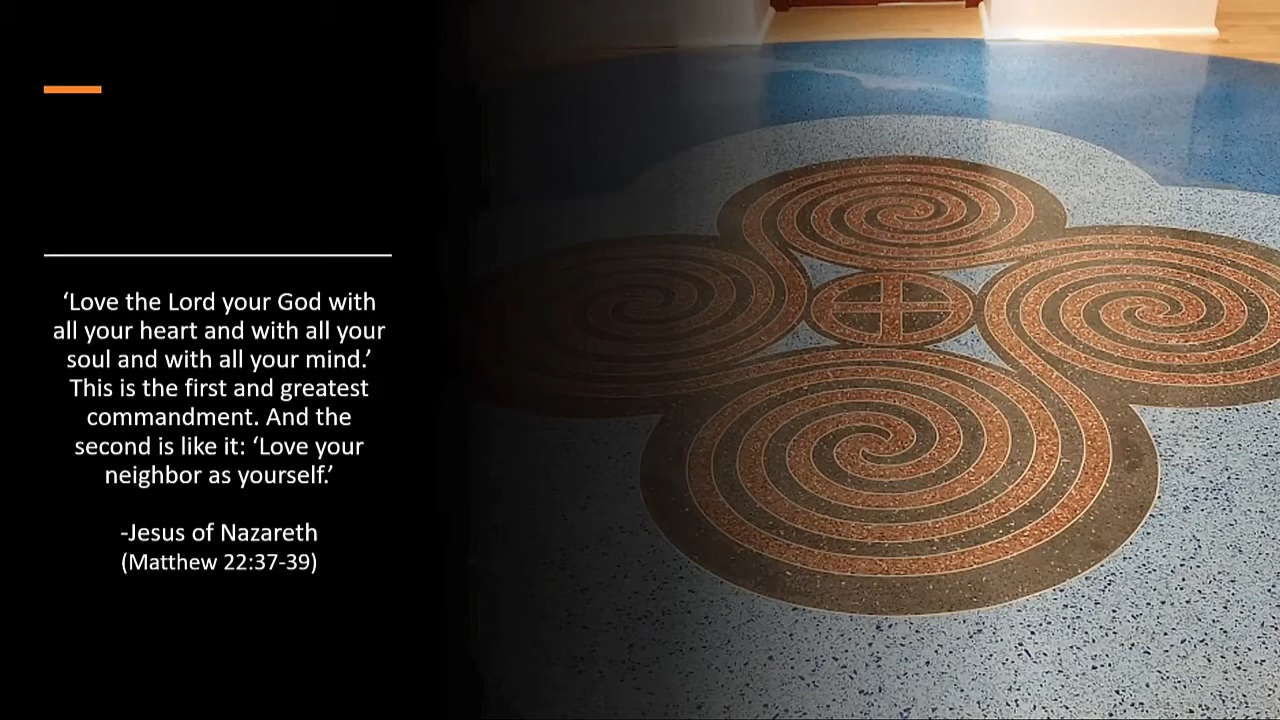 ‘Love the Lord your God with
all your heart and with all your
soul and with all your mind.’
This is the first and greatest
commandment. And the
second is like it: ‘Love your
neighbor as yourself.’
-Jesus of Nazareth
(Matthew 22:37-39)